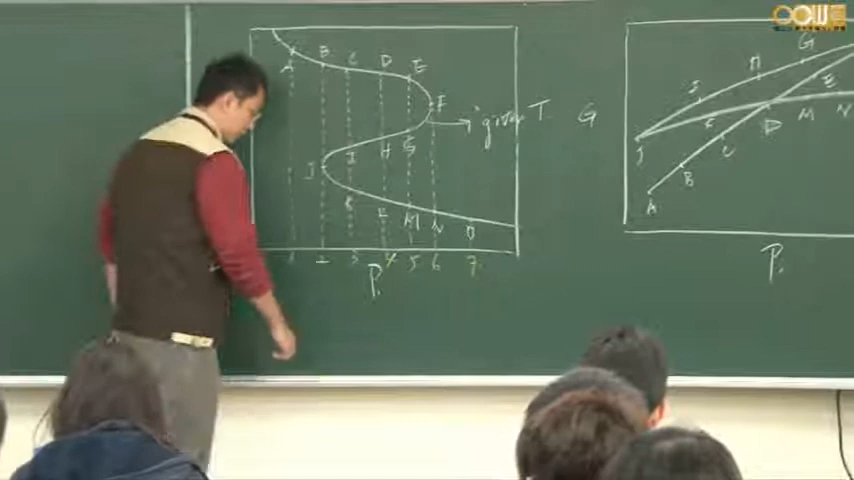 OCW
A B C D E
F
given T.
J I H G
K L M N O
1 2 3 4 5 6 7
P.
G
J I H G
K D E
M N
C
B
A
P.